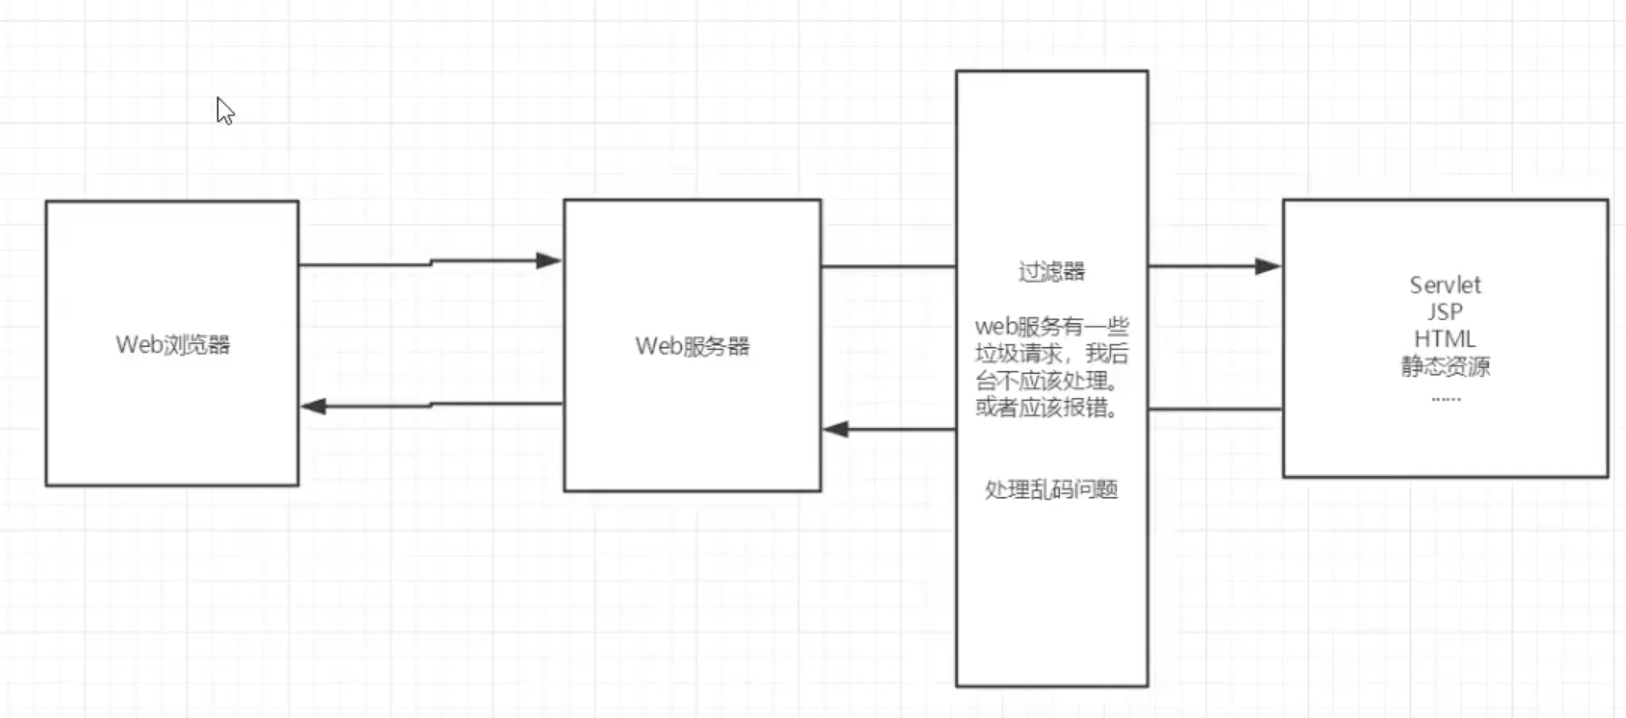 Web浏览器
Web服务器
过滤器
web服务有一些
垃圾请求，我后
台不应该处理。
或者应该报错。
处理乱码问题
Servlet
JSP
HTML
静态资源
......